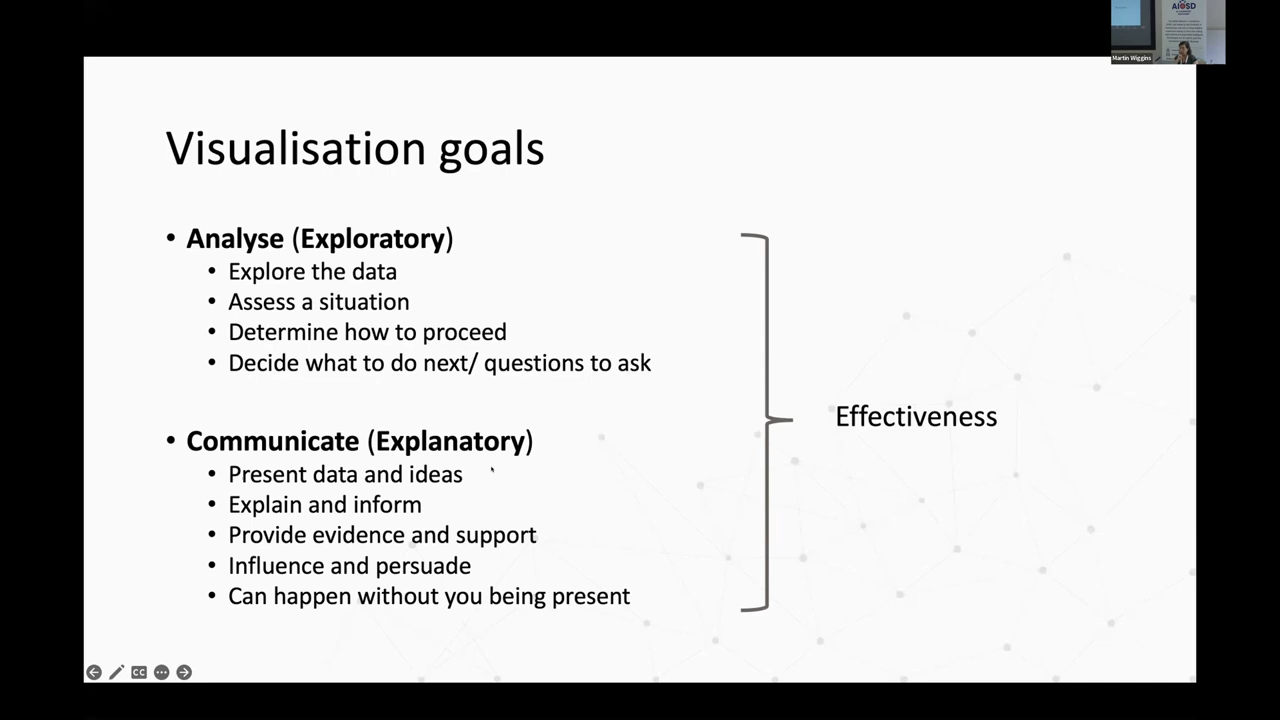 AIOSD
Martin Wiggins
Visualisation goals
• Analyse (Exploratory)
• Explore the data
• Assess a situation
• Determine how to proceed
• Decide what to do next/ questions to ask
• Communicate (Explanatory)
• Present data and ideas
• Explain and inform
• Provide evidence and support
• Influence and persuade
• Can happen without you being present
Effectiveness
CC